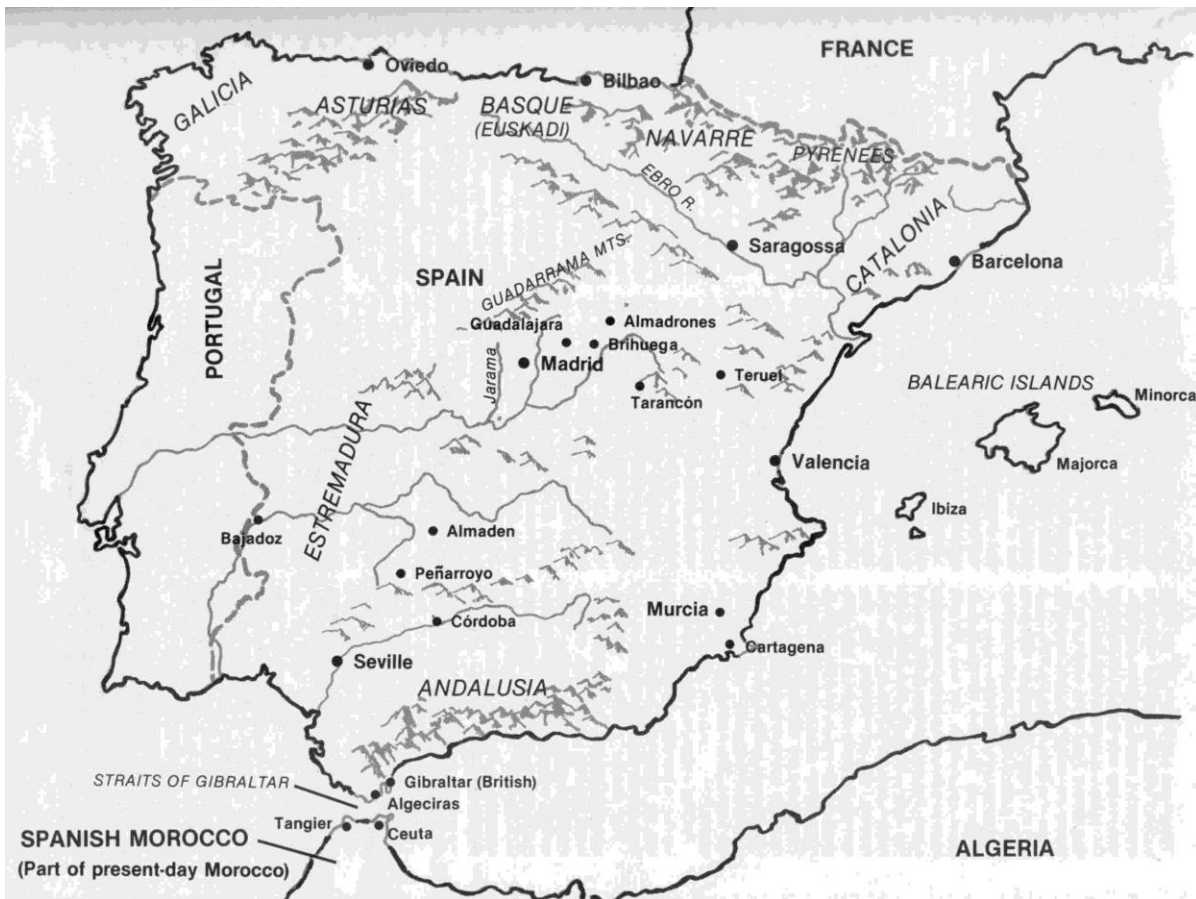 FRANCE
Oviedo
Bilbao
GALICIA
ASTURIAS
BASQUE
(EUSKADI)
NAVARRE
PYRENEES
EBRO R.
Saragossa
CATALONIA
Barcelona
PORTUGAL
SPAIN
GUADARRAMA MTS.
Guadalajara
Almadrones
Brihuega
Madrid
Jarama
Teruel
Tarancón
BALEARIC ISLANDS
Minorca
Majorca
Ibiza
Valencia
ESTREMADURA
Bajadoz
Almaden
Peñarroyo
Córdoba
Murcia
Cartagena
Seville
ANDALUSIA
STRAITS OF GIBRALTAR
Gibraltar (British)
Algeciras
Tangier
Ceuta
SPANISH MOROCCO
(Part of present-day Morocco)
ALGERIA